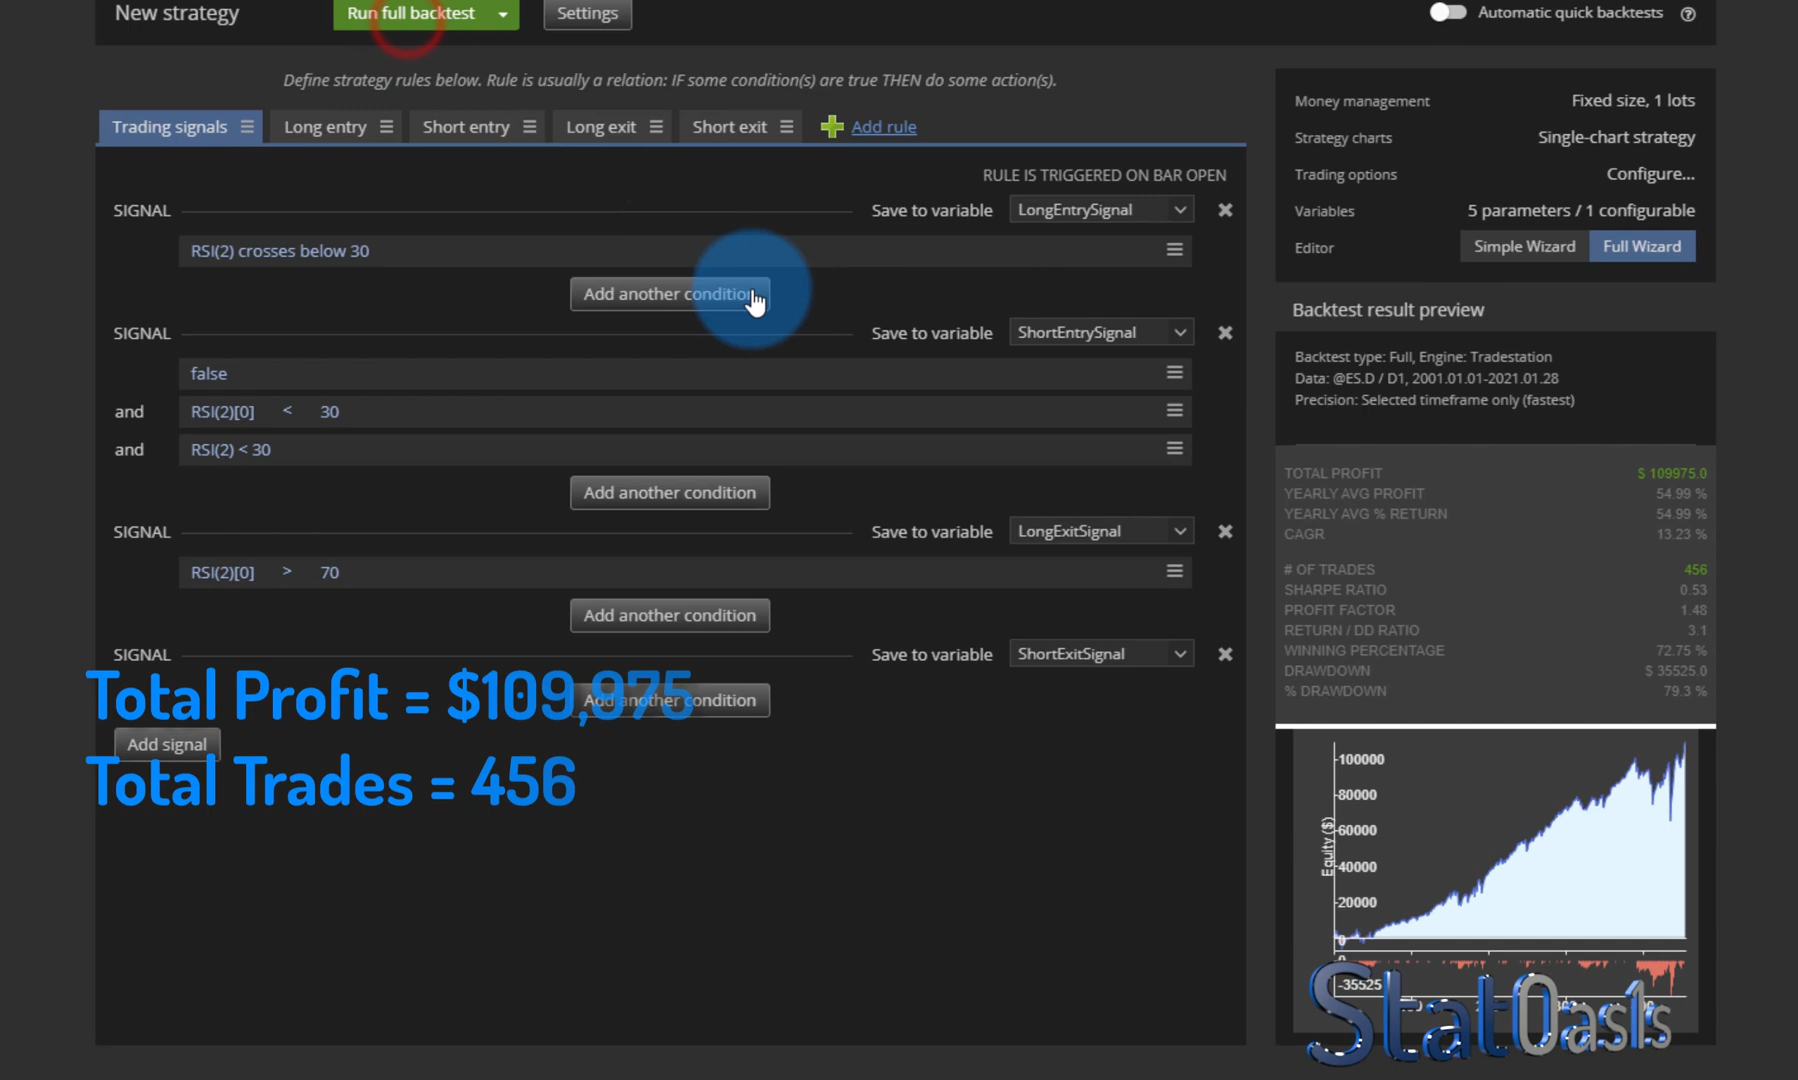 New strategy
Run full backtest
Settings
Automatic quick backtests
Define strategy rules below. Rule is usually a relation: IF some condition(s) are true THEN do some action(s).
Trading signals
Long entry
Short entry
Long exit
Short exit
Add rule
RULE IS TRIGGERED ON BAR OPEN
SIGNAL
Save to variable
LongEntrySignal
RSI(2) crosses below 30
Add another condition
SIGNAL
Save to variable
ShortEntrySignal
false
and
RSI(2)[0] < 30
and
RSI(2) < 30
Add another condition
SIGNAL
Save to variable
LongExitSignal
RSI(2)[0] > 70
Add another condition
SIGNAL
Save to variable
ShortExitSignal
Add another condition
Total Profit = $109,975
Add signal
Total Trades = 456
Money management
Fixed size, 1 lots
Strategy charts
Single-chart strategy
Trading options
Configure...
Variables
5 parameters / 1 configurable
Editor
Simple Wizard
Full Wizard
Backtest result preview
Backtest type: Full, Engine: Tradestation
Data: @ES.D / D1, 2001.01.01-2021.01.28
Precision: Selected timeframe only (fastest)
TOTAL PROFIT $ 109975.0
YEARLY AVG PROFIT 54.99 %
YEARLY AVG % RETURN 54.99 %
CAGR 13.23 %
# OF TRADES 456
SHARPE RATIO 0.53
PROFIT FACTOR 1.48
RETURN / DD RATIO 3.1
WINNING PERCENTAGE 72.75 %
DRAWDOWN $ 35525.0
% DRAWDOWN 79.3 %
100000
80000
60000
40000
20000
0
Equity ($)
0
-35525
StatOasis